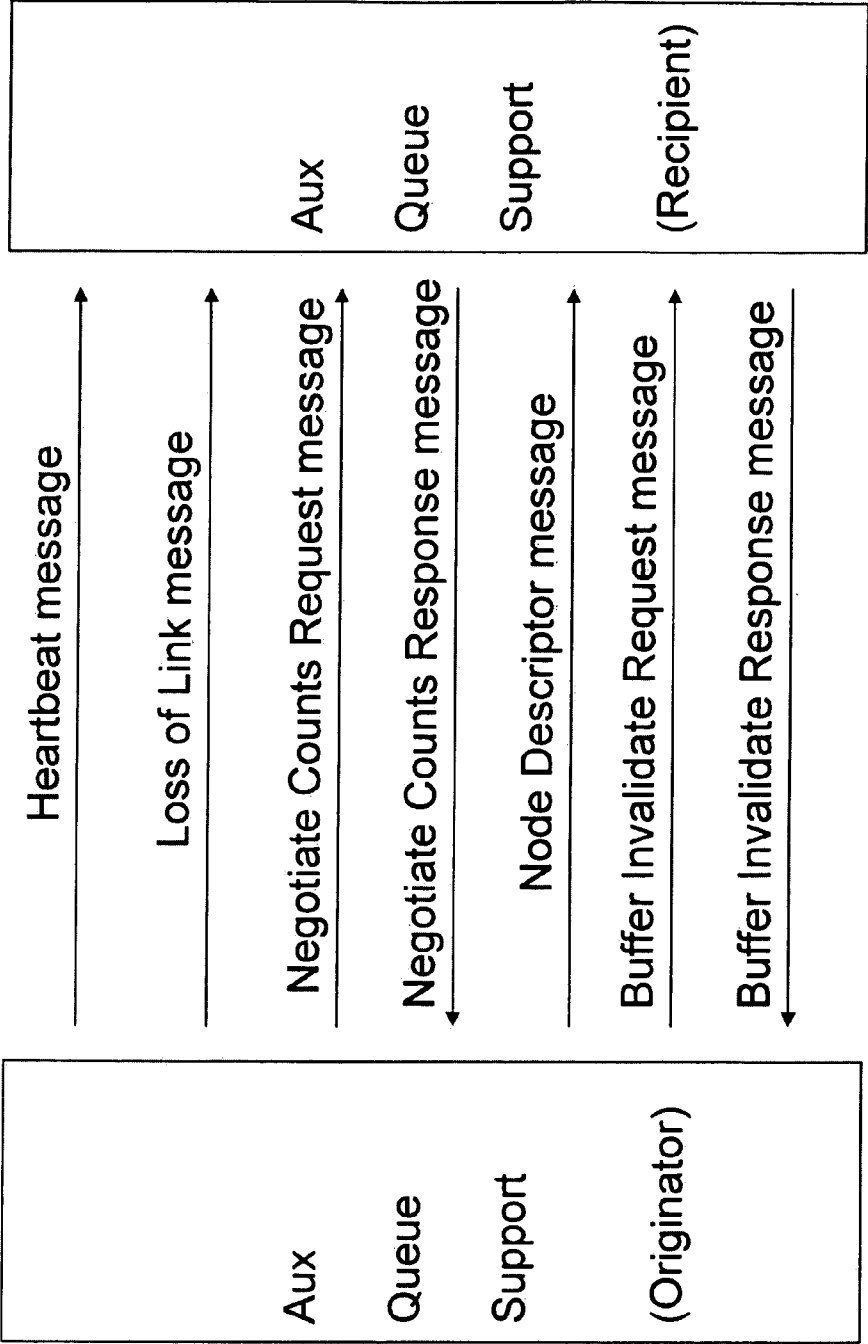 Aux
Queue
Support
(Originator)
Heartbeat message
Loss of Link message
Negotiate Counts Request message
Negotiate Counts Response message
Node Descriptor message
Buffer Invalidate Request message
Buffer Invalidate Response message
Aux
Queue
Support
(Recipient)